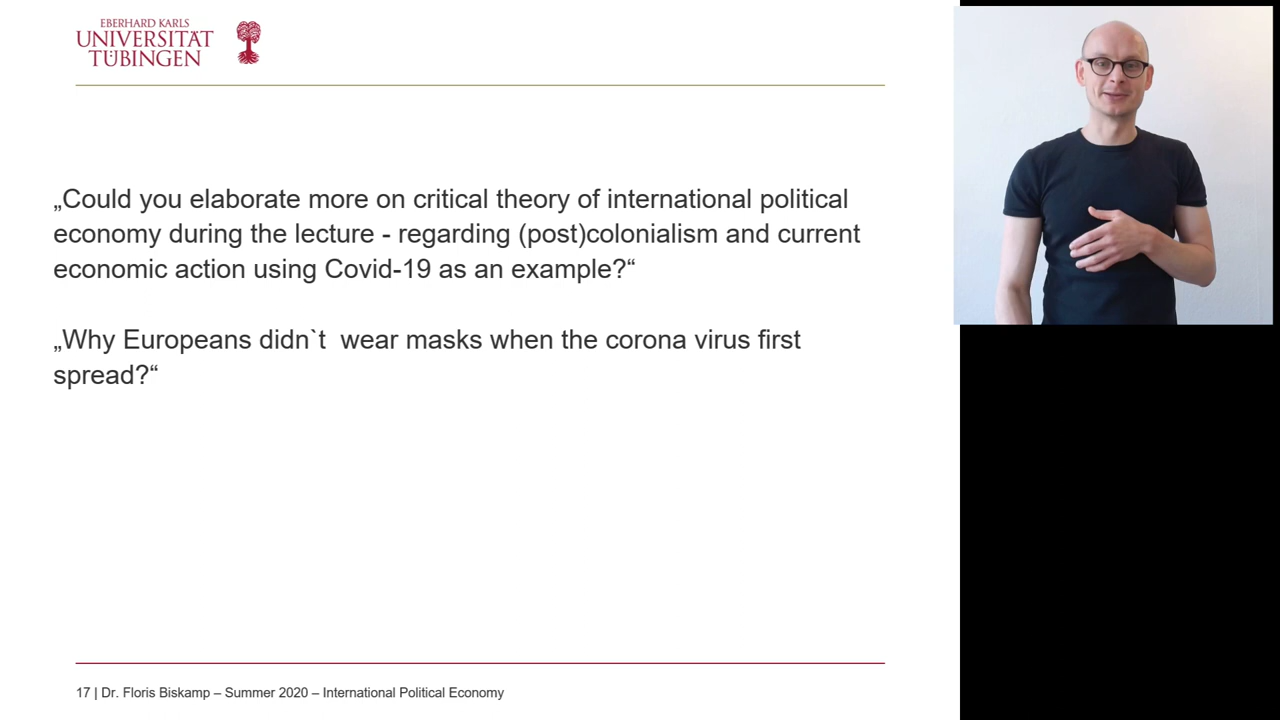 EBERHARD KARLS
UNIVERSITÄT
TÜBINGEN
„Could you elaborate more on critical theory of international political
economy during the lecture - regarding (post)colonialism and current
economic action using Covid-19 as an example?“
„Why Europeans didn`t  wear masks when the corona virus first
spread?“
17 | Dr. Floris Biskamp – Summer 2020 – International Political Economy